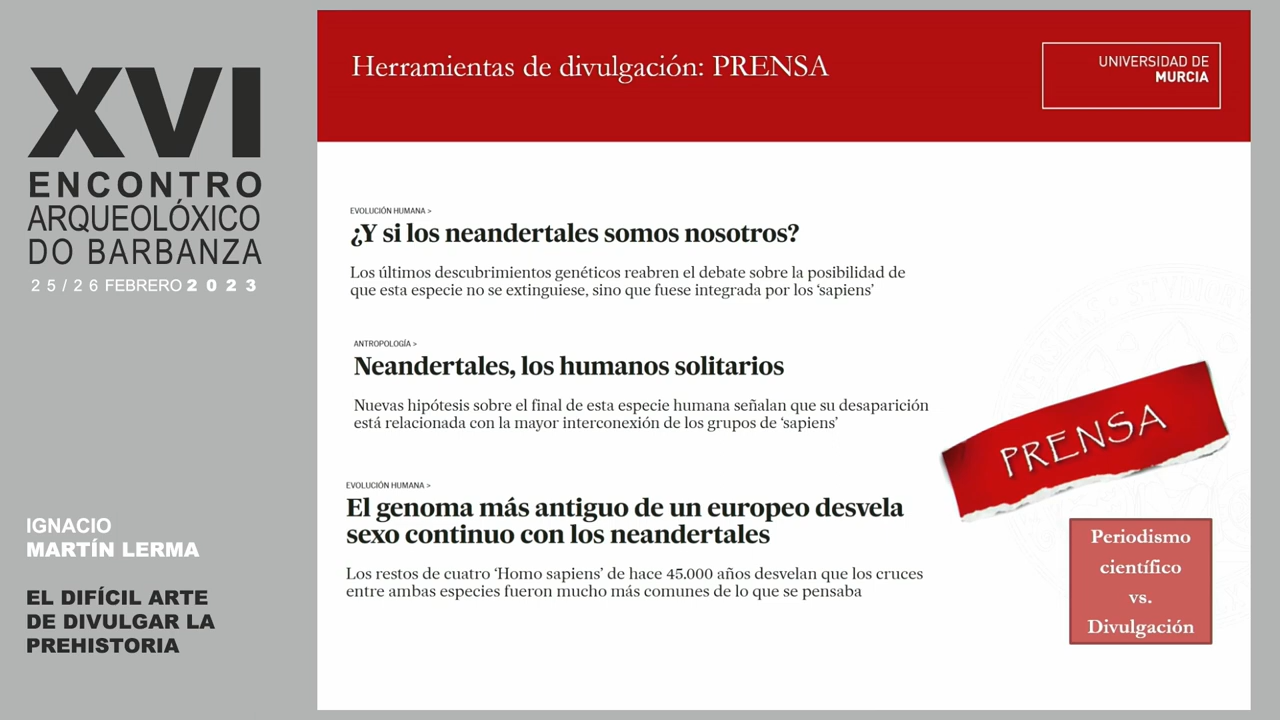 XVI
ENCONTRO
ARQUEOLÓXICO
DO BARBANZA
25/26 FEBRERO 2023
IGNACIO
MARTÍN LERMA
EL DIFÍCIL ARTE
DE DIVULGAR LA
PREHISTORIA
Herramientas de divulgación: PRENSA
UNIVERSIDAD DE
MURCIA
EVOLUCIÓN HUMANA >
¿Y si los neandertales somos nosotros?
Los últimos descubrimientos genéticos reabren el debate sobre la posibilidad de
que esta especie no se extinguiese, sino que fuese integrada por los ‘sapiens’
ANTROPOLOGÍA >
Neandertales, los humanos solitarios
Nuevas hipótesis sobre el final de esta especie humana señalan que su desaparición
está relacionada con la mayor interconexión de los grupos de ‘sapiens’
EVOLUCIÓN HUMANA >
El genoma más antiguo de un europeo desvela
sexo continuo con los neandertales
Los restos de cuatro ‘Homo sapiens’ de hace 45.000 años desvelan que los cruces
entre ambas especies fueron mucho más comunes de lo que se pensaba
PRENSA
Periodismo
científico
vs.
Divulgación